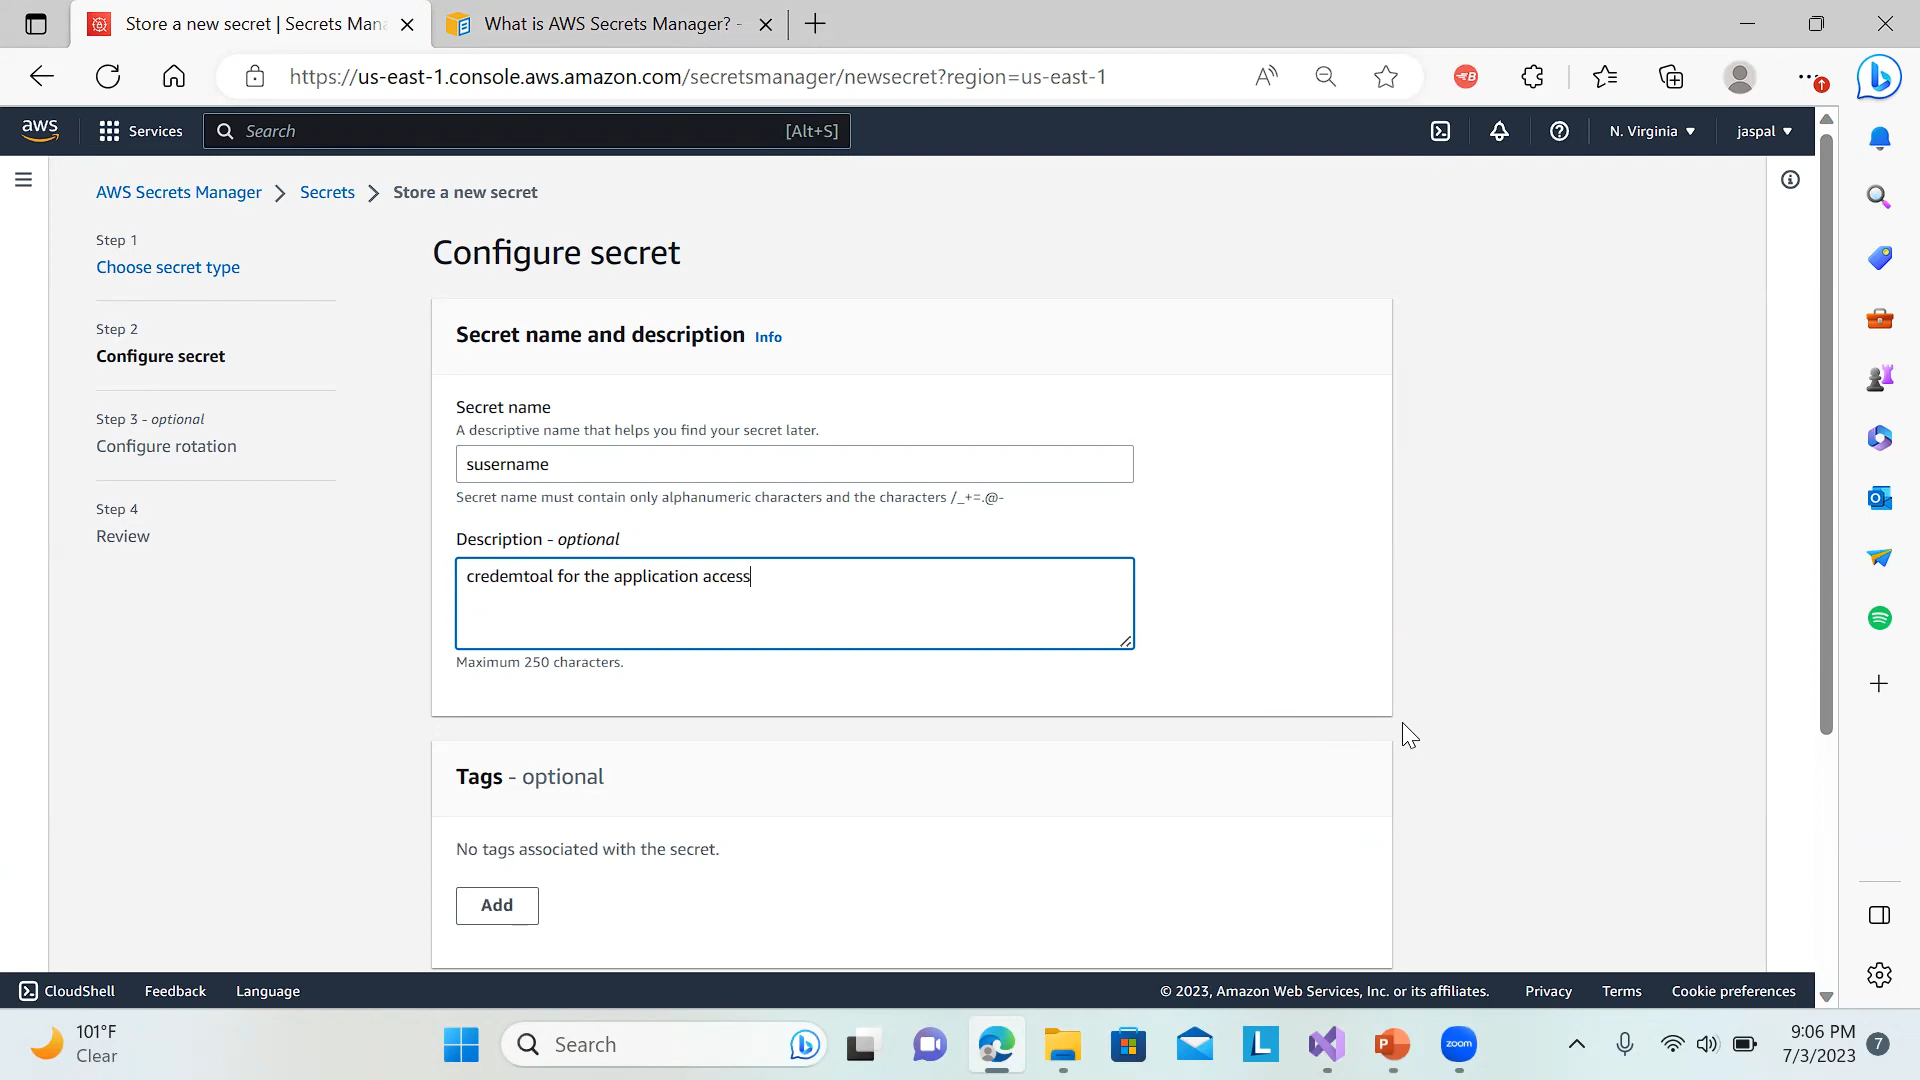 Store a new secret | Secrets Mana
What is AWS Secrets Manager? -
https://us-east-1.console.aws.amazon.com/secretsmanager/newsecret?region=us-east-1
aws
Services
Search
[Alt+S]
N. Virginia
jaspal
AWS Secrets Manager
Secrets
Store a new secret
Step 1
Choose secret type
Step 2
Configure secret
Step 3 - optional
Configure rotation
Step 4
Review
Configure secret
Secret name and description Info
Secret name
A descriptive name that helps you find your secret later.
susername
Secret name must contain only alphanumeric characters and the characters /_+=.@-
Description - optional
credemtoal for the application access
Maximum 250 characters.
Tags - optional
No tags associated with the secret.
Add
CloudShell
Feedback
Language
© 2023, Amazon Web Services, Inc. or its affiliates.
Privacy
Terms
Cookie preferences
101°F
Clear
Search
zoom
9:06 PM
7/3/2023
7